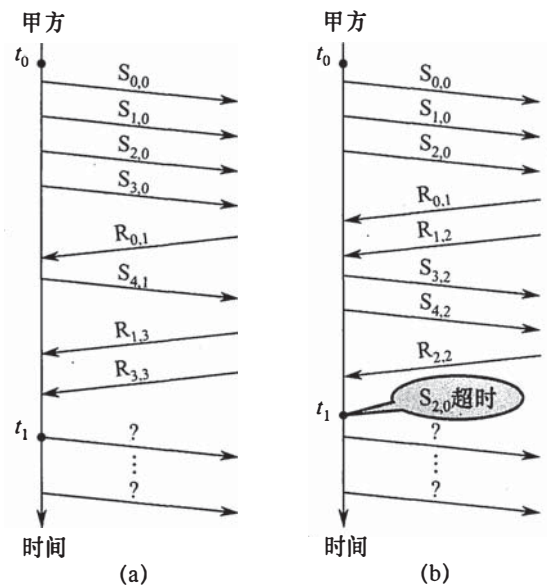 甲方
t0
S0,0
S1,0
S2,0
S3,0
R0,1
S4,1
R1,3
R3,3
t1
?
⋮
?
时间
(a)
甲方
t0
S0,0
S1,0
S2,0
R0,1
R1,2
S3,2
S4,2
R2,2
S2,0超时
t1
?
⋮
?
时间
(b)